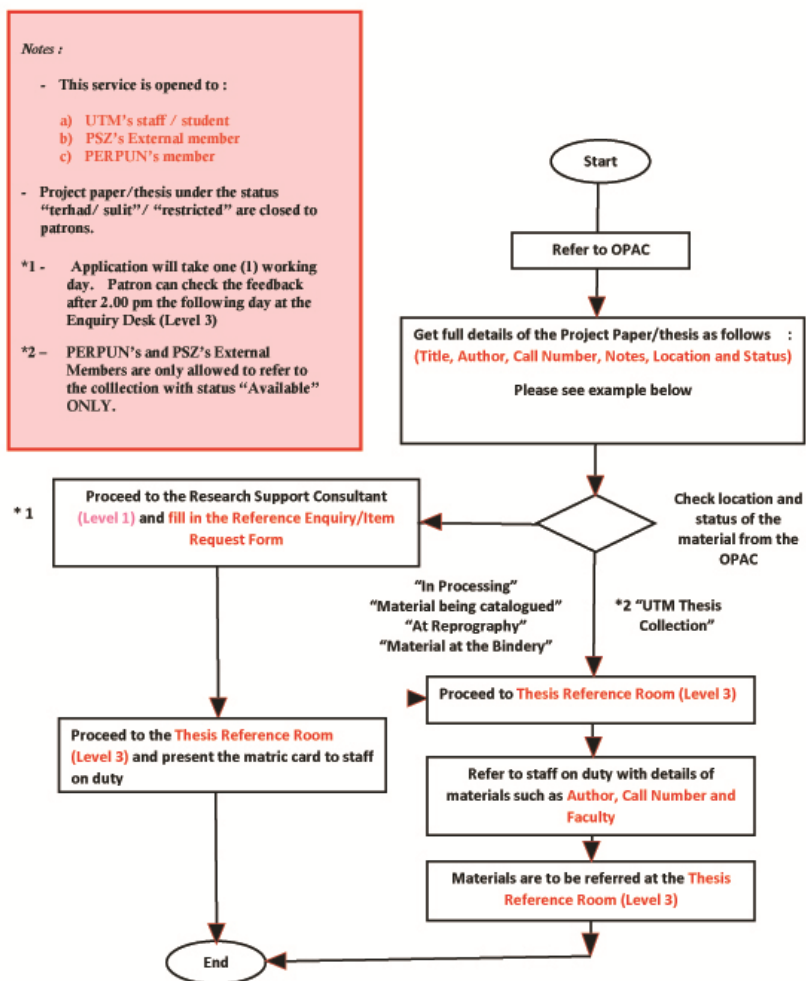 Notes :
- This service is opened to :
a) UTM's staff / student
b) PSZ's External member
c) PERPUN's member
- Project paper/thesis under the status
"terhad/ sulit"/ "restricted" are closed to
patrons.
*1 - Application will take one (1) working
day. Patron can check the feedback
after 2.00 pm the following day at the
Enquiry Desk (Level 3)
*2 – PERPUN's and PSZ's External
Members are only allowed to refer to
the colllection with status "Available"
ONLY.
Start
Refer to OPAC
Get full details of the Project Paper/thesis as follows :
(Title, Author, Call Number, Notes, Location and Status)
Please see example below
Check location and
status of the
material from the
OPAC
* 1
Proceed to the Research Support Consultant
(Level 1) and fill in the Reference Enquiry/Item
Request Form
"In Processing"
"Material being catalogued"
"At Reprography"
"Material at the Bindery"
*2 "UTM Thesis
Collection"
Proceed to the Thesis Reference Room
(Level 3) and present the matric card to staff
on duty
Proceed to Thesis Reference Room (Level 3)
Refer to staff on duty with details of
materials such as Author, Call Number and
Faculty
Materials are to be referred at the Thesis
Reference Room (Level 3)
End